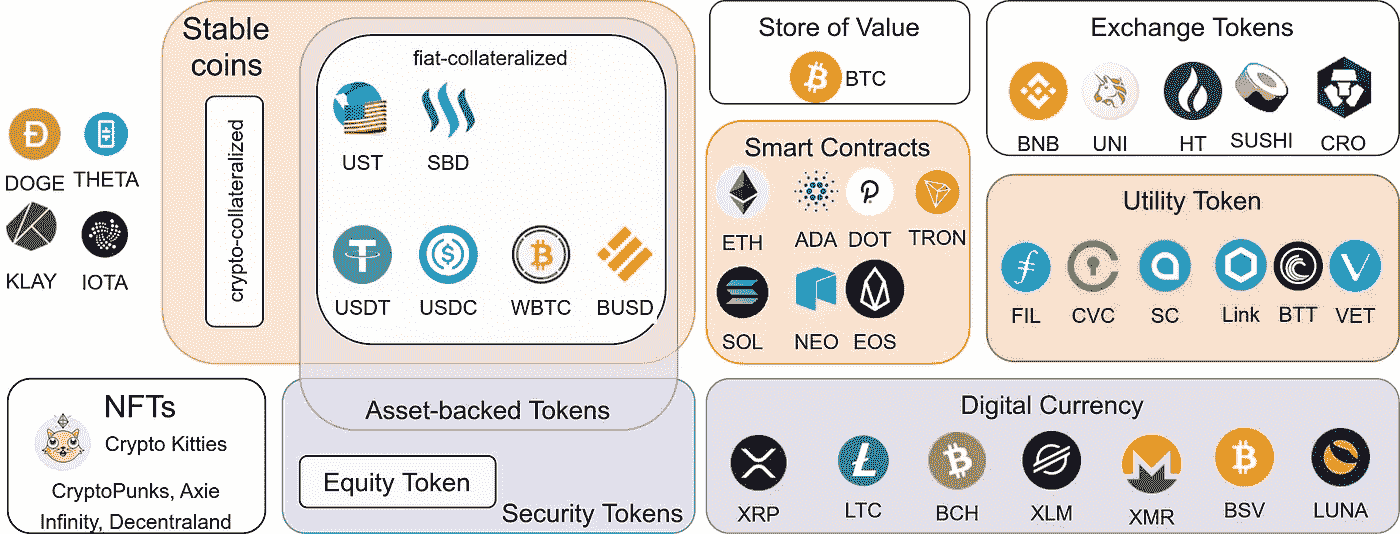 Stable
coins
fiat-collateralized
crypto-collateralized
UST
SBD
USDT
USDC
WBTC
BUSD
DOGE
THETA
KLAY
IOTA
Store of Value
BTC
Exchange Tokens
BNB
UNI
HT
SUSHI
CRO
Smart Contracts
ETH
ADA
DOT
TRON
SOL
NEO
EOS
Utility Token
FIL
CVC
SC
Link
BTT
VET
NFTs
Crypto Kitties
CryptoPunks, Axie
Infinity, Decentraland
Asset-backed Tokens
Equity Token
Security Tokens
Digital Currency
XRP
LTC
BCH
XLM
XMR
BSV
LUNA